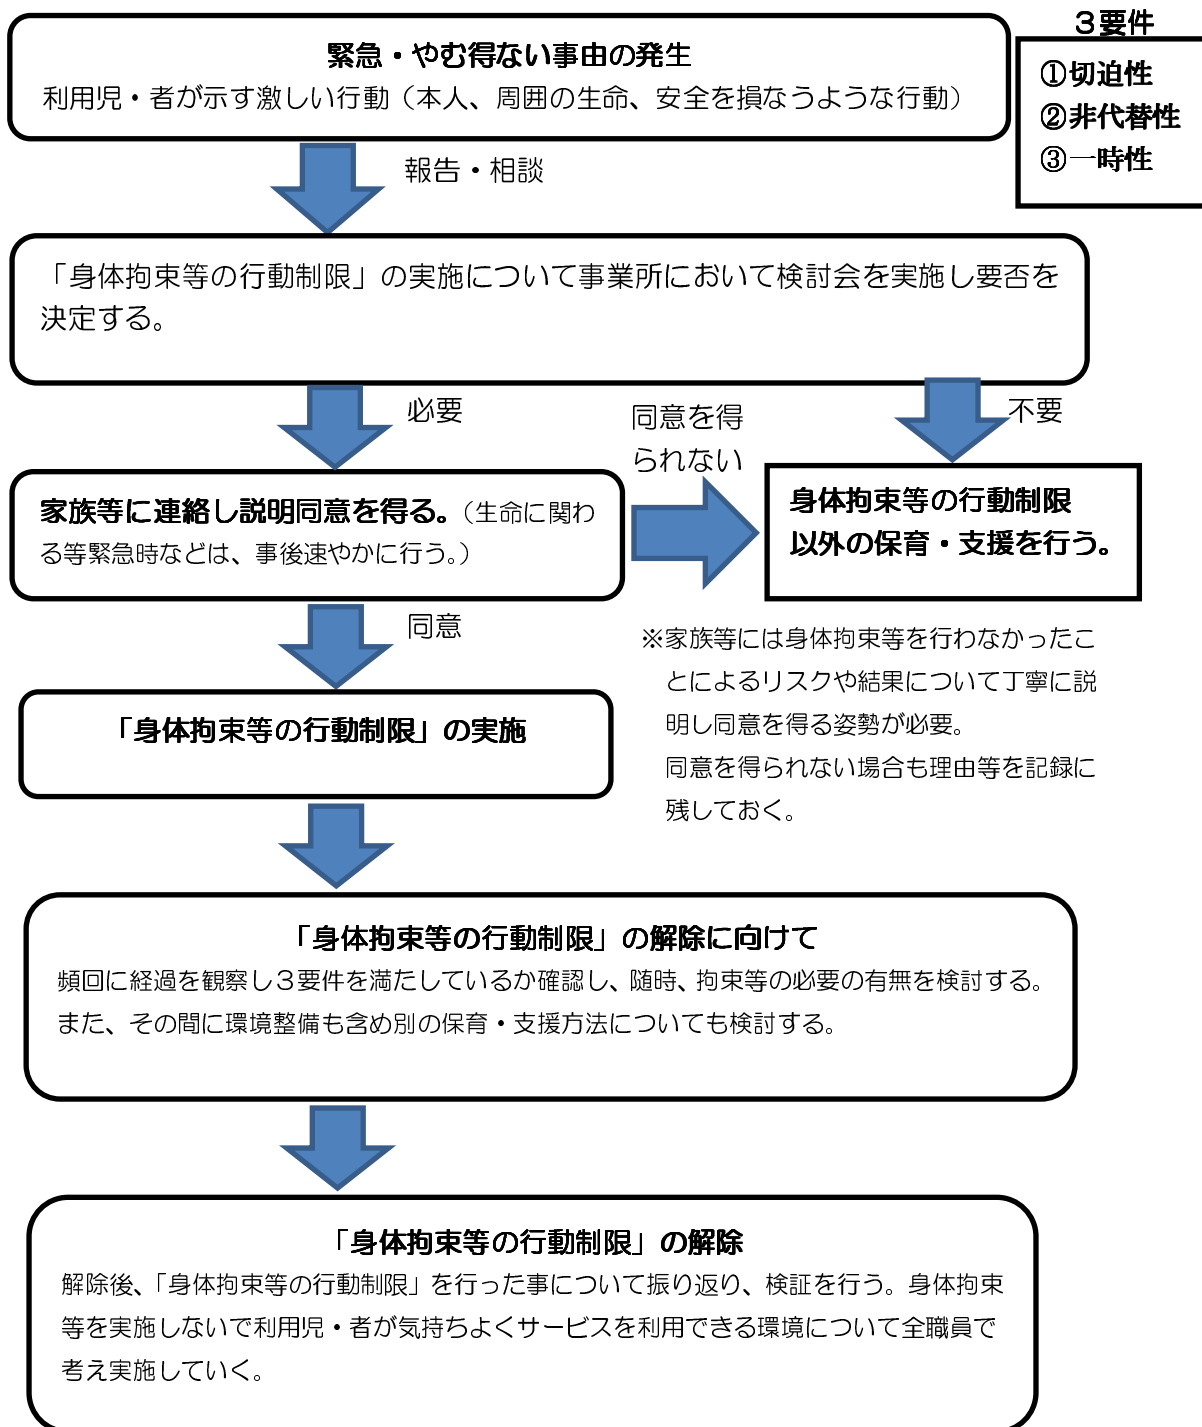 3要件
緊急・やむ得ない事由の発生
利用児・者が示す激しい行動（本人、周囲の生命、安全を損なうような行動）
①切迫性
②非代替性
③一時性
報告・相談
「身体拘束等の行動制限」の実施について事業所において検討会を実施し要否を
決定する。
必要
同意を得
られない
不要
家族等に連絡し説明同意を得る。（生命に関わ
る等緊急時などは、事後速やかに行う。）
身体拘束等の行動制限
以外の保育・支援を行う。
同意
※家族等には身体拘束等を行わなかったこ
とによるリスクや結果について丁寧に説
明し同意を得る姿勢が必要。
同意を得られない場合も理由等を記録に
残しておく。
「身体拘束等の行動制限」の実施
「身体拘束等の行動制限」の解除に向けて
頻回に経過を観察し３要件を満たしているか確認し、随時、拘束等の必要の有無を検討する。
また、その間に環境整備も含め別の保育・支援方法についても検討する。
「身体拘束等の行動制限」の解除
解除後、「身体拘束等の行動制限」を行った事について振り返り、検証を行う。身体拘束
等を実施しないで利用児・者が気持ちよくサービスを利用できる環境について全職員で
考え実施していく。